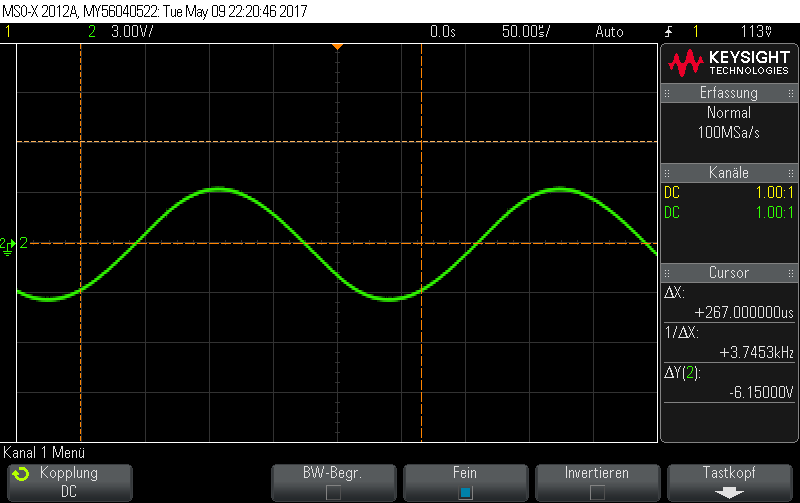 MSO-X 2012A, MY56040522: Tue May 09 22:20:46 2017
1 2 3.00V/ 0.0s 50.00us/ Auto 1 113mV
KEYSIGHT
TECHNOLOGIES
Erfassung
Normal
100MSa/s
Kanäle
DC 1.00:1
DC 1.00:1
2 2
Cursor
ΔX:
+267.000000us
1/ΔX:
+3.7453kHz
ΔY(2):
-6.15000V
Kanal 1 Menü
Kopplung
DC
BW-Begr.
Fein
Invertieren
Tastkopf